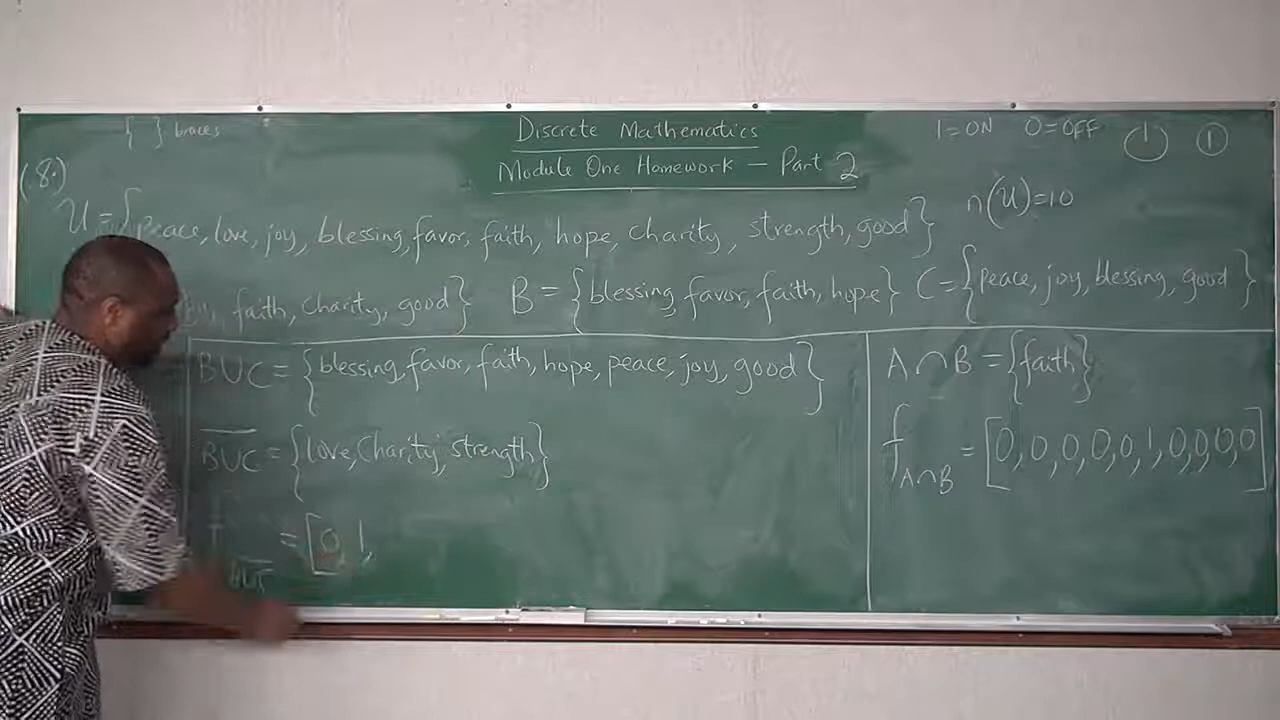 { } braces
Discrete Mathematics
1=ON 0=OFF 1 1
Module One Homework – Part 2
(8.)
U = {Peace, love, joy, blessing, favor, faith, hope, charity, strength, good} n(U)=10
faith, Charity, good} B = {blessing, favor, faith, hope} C = {peace, joy, blessing, good}
B∪C = {blessing, favor, faith, hope, peace, joy, good}
A∩B = {faith}
B∪C = {love, Charity, strength}
f A∩B = [0, 0, 0, 0, 0, 1, 0, 0, 0, 0]
= [0, 1,
B∪C